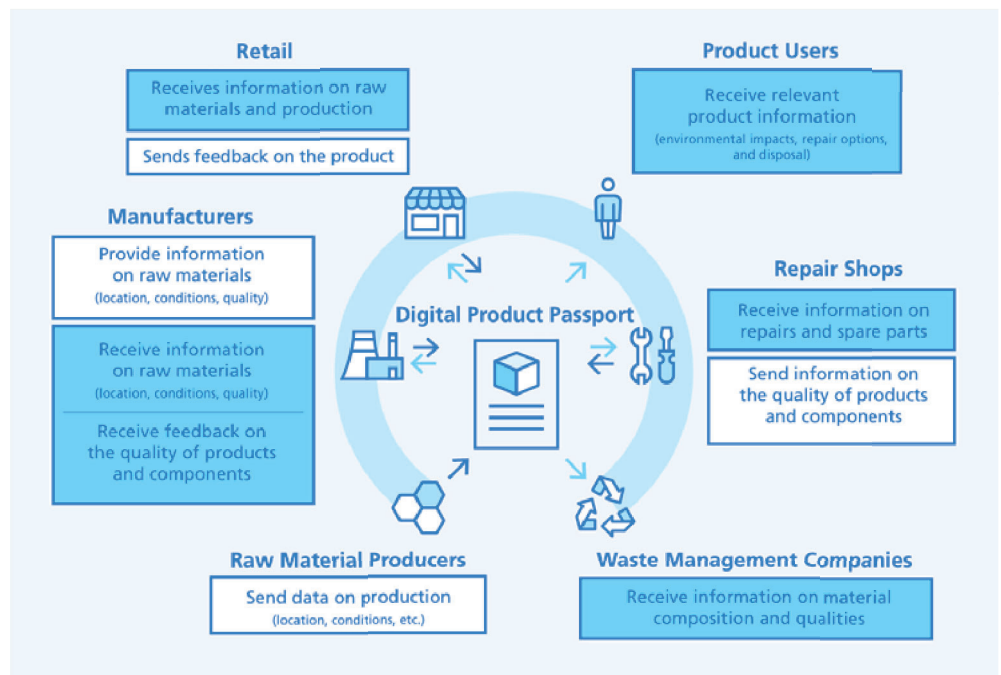 Retail
Receives information on raw
materials and production
Sends feedback on the product
Product Users
Receive relevant
product information
(environmental impacts, repair options,
and disposal)
Manufacturers
Provide information
on raw materials
(location, conditions, quality)
Receive information
on raw materials
(location, conditions, quality)
Receive feedback on
the quality of products
and components
Digital Product Passport
Repair Shops
Receive information on
repairs and spare parts
Send information on
the quality of products
and components
Raw Material Producers
Send data on production
(location, conditions, etc.)
Waste Management Companies
Receive information on material
composition and qualities